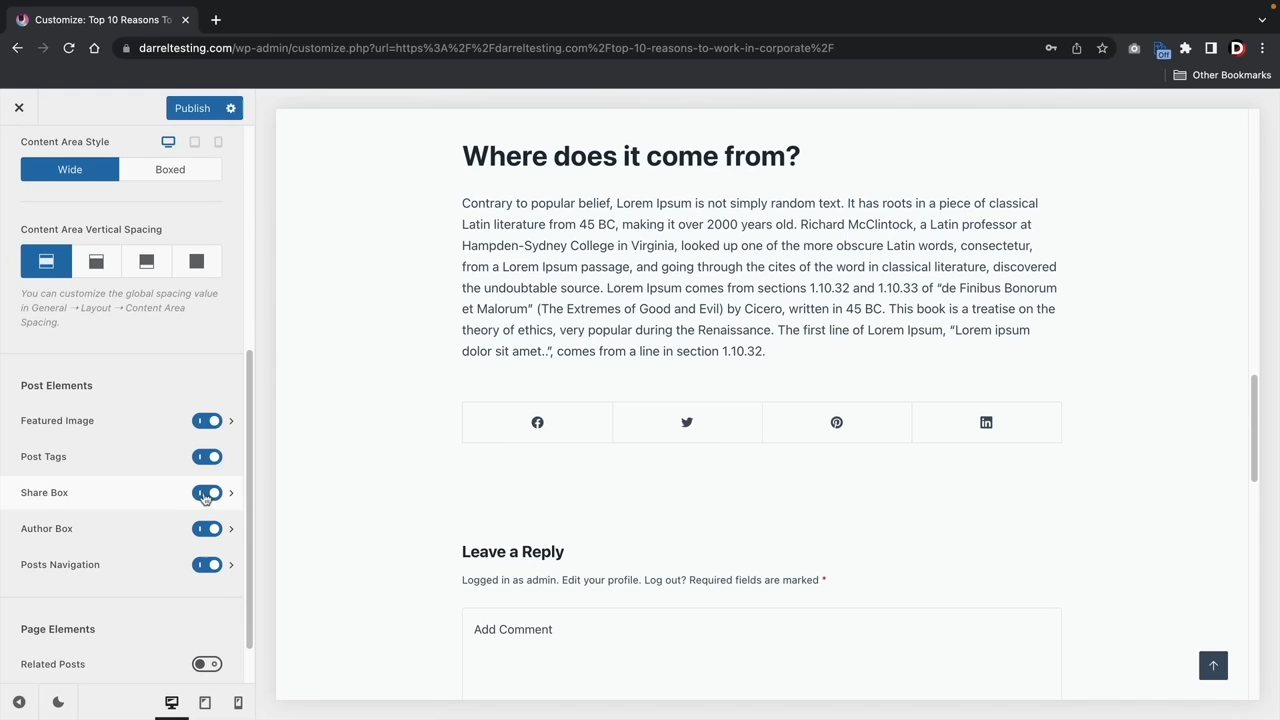 Customize: Top 10 Reasons To
darreltesting.com/wp-admin/customize.php?url=https%3A%2F%2Fdarreltesting.com%2Ftop-10-reasons-to-work-in-corporate%2F
Off
D
Other Bookmarks
Publish
Content Area Style
Wide
Boxed
Content Area Vertical Spacing
You can customize the global spacing value
in General ➝ Layout ➝ Content Area
Spacing.
Post Elements
Featured Image
Post Tags
Share Box
Author Box
Posts Navigation
Page Elements
Related Posts
Where does it come from?
Contrary to popular belief, Lorem Ipsum is not simply random text. It has roots in a piece of classical
Latin literature from 45 BC, making it over 2000 years old. Richard McClintock, a Latin professor at
Hampden-Sydney College in Virginia, looked up one of the more obscure Latin words, consectetur,
from a Lorem Ipsum passage, and going through the cites of the word in classical literature, discovered
the undoubtable source. Lorem Ipsum comes from sections 1.10.32 and 1.10.33 of “de Finibus Bonorum
et Malorum” (The Extremes of Good and Evil) by Cicero, written in 45 BC. This book is a treatise on the
theory of ethics, very popular during the Renaissance. The first line of Lorem Ipsum, “Lorem ipsum
dolor sit amet..”, comes from a line in section 1.10.32.
Leave a Reply
Logged in as admin. Edit your profile. Log out? Required fields are marked *
Add Comment